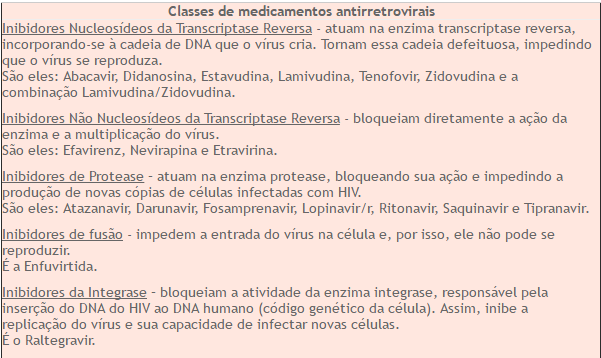 Classes de medicamentos antirretrovirais
Inibidores Nucleosídeos da Transcriptase Reversa - atuam na enzima transcriptase reversa,
incorporando-se à cadeia de DNA que o vírus cria. Tornam essa cadeia defeituosa, impedindo
que o vírus se reproduza.
São eles: Abacavir, Didanosina, Estavudina, Lamivudina, Tenofovir, Zidovudina e a
combinação Lamivudina/Zidovudina.
Inibidores Não Nucleosídeos da Transcriptase Reversa - bloqueiam diretamente a ação da
enzima e a multiplicação do vírus.
São eles: Efavirenz, Nevirapina e Etravirina.
Inibidores de Protease – atuam na enzima protease, bloqueando sua ação e impedindo a
produção de novas cópias de células infectadas com HIV.
São eles: Atazanavir, Darunavir, Fosamprenavir, Lopinavir/r, Ritonavir, Saquinavir e Tipranavir.
Inibidores de fusão - impedem a entrada do vírus na célula e, por isso, ele não pode se
reproduzir.
É a Enfuvirtida.
Inibidores da Integrase – bloqueiam a atividade da enzima integrase, responsável pela
inserção do DNA do HIV ao DNA humano (código genético da célula). Assim, inibe a
replicação do vírus e sua capacidade de infectar novas células.
É o Raltegravir.